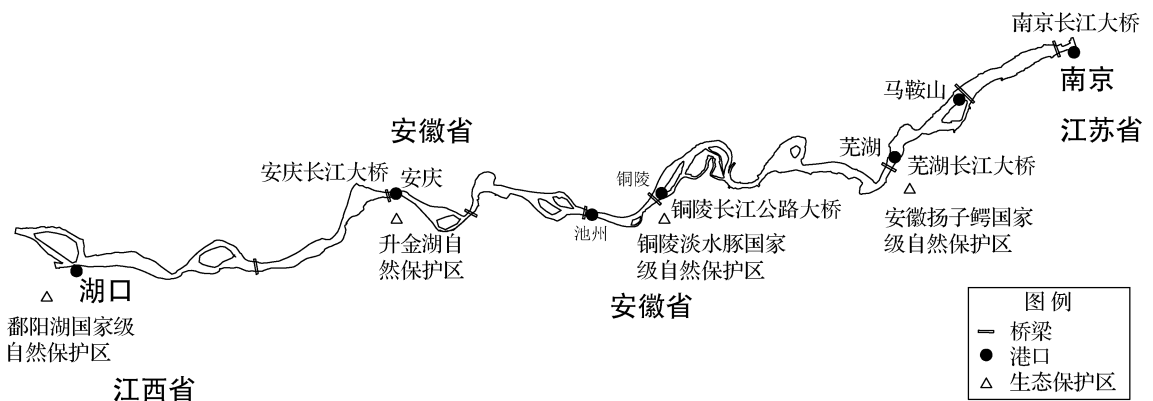 南京长江大桥
南京
马鞍山
江苏省
安徽省
芜湖
芜湖长江大桥
安庆长江大桥
安庆
铜陵
铜陵长江公路大桥
池州
升金湖自
然保护区
铜陵淡水豚国家
级自然保护区
安徽扬子鳄国家
级自然保护区
湖口
安徽省
鄱阳湖国家级
自然保护区
江西省
图例
桥梁
港口
生态保护区